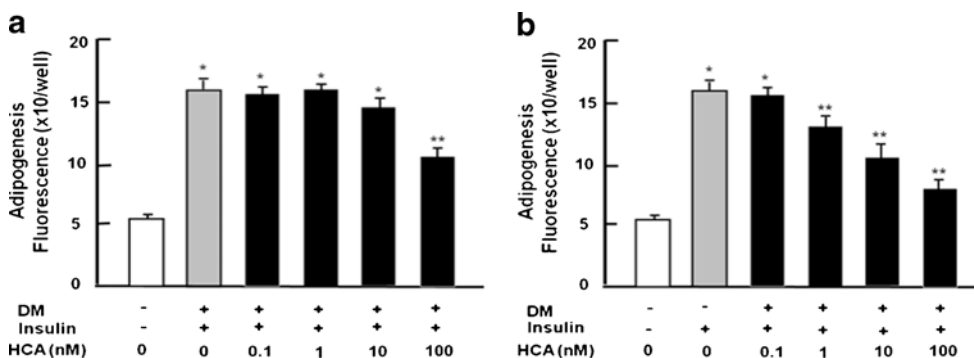 a
Adipogenesis
Fluorescence (x10/well)
20
15
10
5
0
* * * * **
DM - + + + + +
Insulin - + + + + +
HCA (nM) 0 0 0.1 1 10 100
b
Adipogenesis
Fluorescence (x10/well)
20
15
10
5
0
* * ** ** **
DM - - + + + +
Insulin - + + + + +
HCA (nM) 0 0 0.1 1 10 100